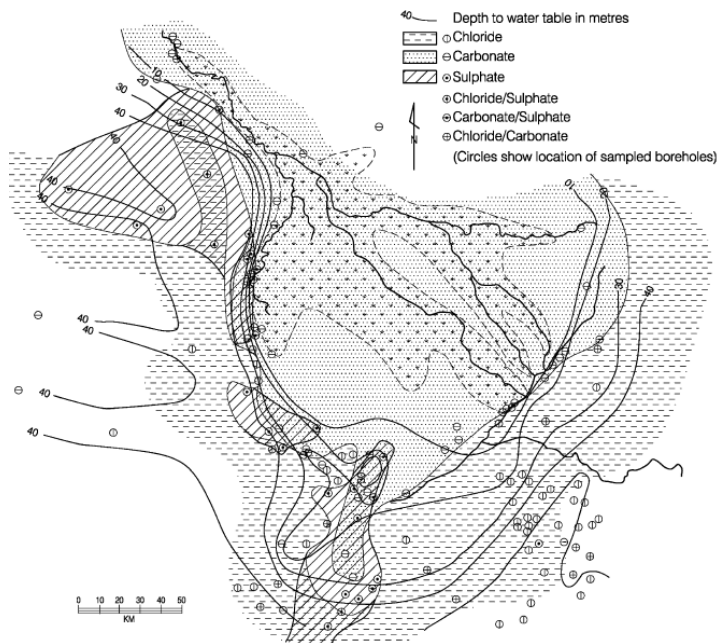 40 Depth to water table in metres
Chloride
Carbonate
Sulphate
Chloride/Sulphate
Carbonate/Sulphate
Chloride/Carbonate
N
(Circles show location of sampled boreholes)
10
20
30
40
40
40
40
10
20
30
40
40
40
40
0 10 20 30 40 50
KM